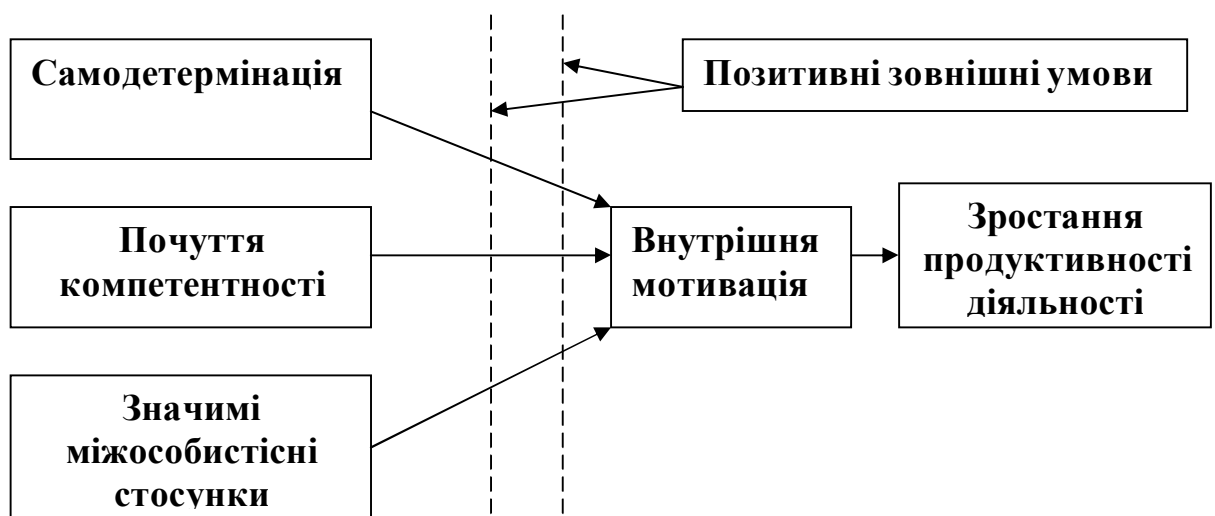 Самодетермінація
Позитивні зовнішні умови
Почуття
компетентності
Внутрішня
мотивація
Зростання
продуктивності
діяльності
Значимі
міжособистісні
стосунки